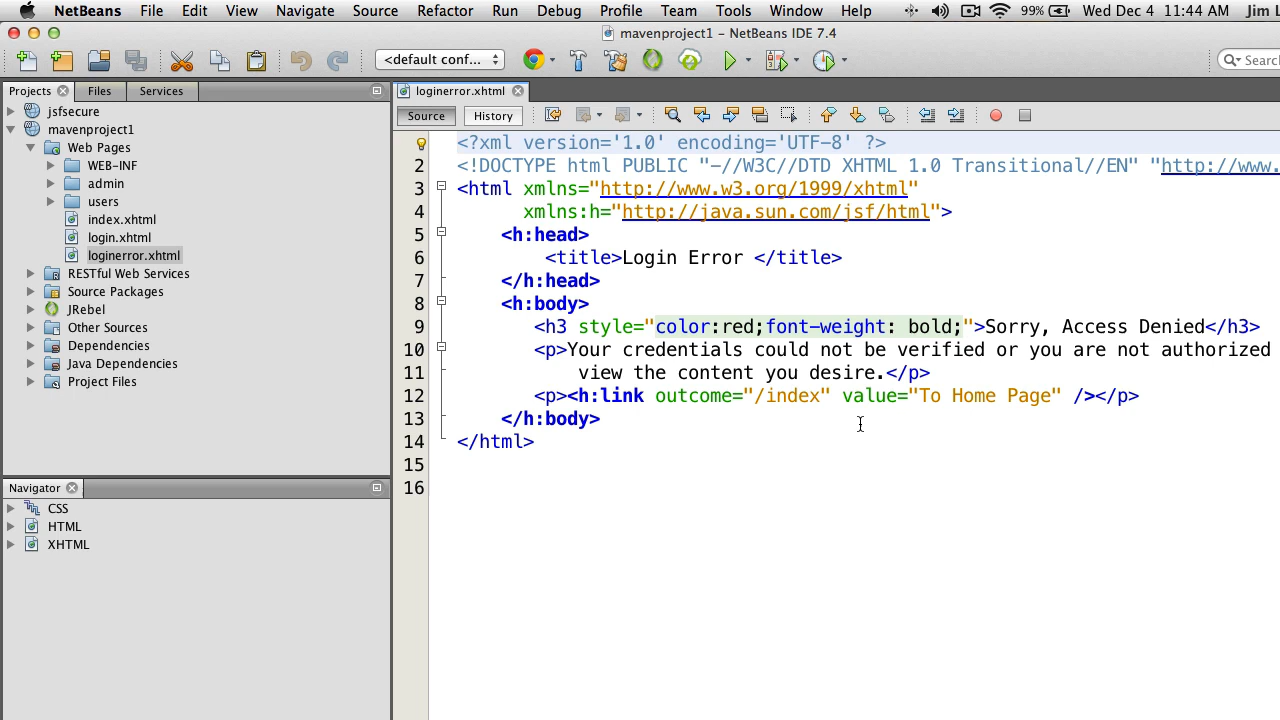 NetBeans File Edit View Navigate Source Refactor Run Debug Profile Team Tools Window Help 99% Wed Dec 4 11:44 AM Jim L
mavenproject1 – NetBeans IDE 7.4
<default conf... Searc
Projects Files Services
jsfsecure
mavenproject1
Web Pages
WEB-INF
admin
users
index.xhtml
login.xhtml
loginerror.xhtml
RESTful Web Services
Source Packages
JRebel
Other Sources
Dependencies
Java Dependencies
Project Files
Navigator
CSS
HTML
XHTML
loginerror.xhtml
Source History
<?xml version='1.0' encoding='UTF-8' ?>
2 <!DOCTYPE html PUBLIC "-//W3C//DTD XHTML 1.0 Transitional//EN" "http://www.
3 <html xmlns="http://www.w3.org/1999/xhtml"
4 xmlns:h="http://java.sun.com/jsf/html">
5 <h:head>
6 <title>Login Error </title>
7 </h:head>
8 <h:body>
9 <h3 style="color:red;font-weight: bold;">Sorry, Access Denied</h3>
10 <p>Your credentials could not be verified or you are not authorized
11 view the content you desire.</p>
12 <p><h:link outcome="/index" value="To Home Page" /></p>
13 </h:body>
14 </html>
15
16